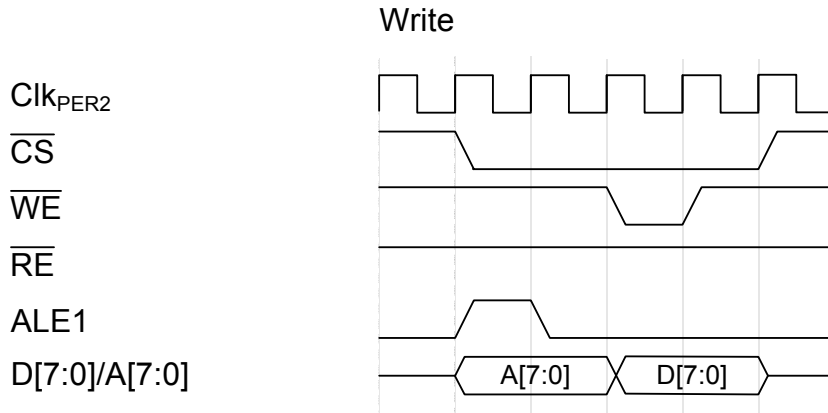 Write
ClkPER2
CS
WE
RE
ALE1
D[7:0]/A[7:0]
A[7:0] D[7:0]